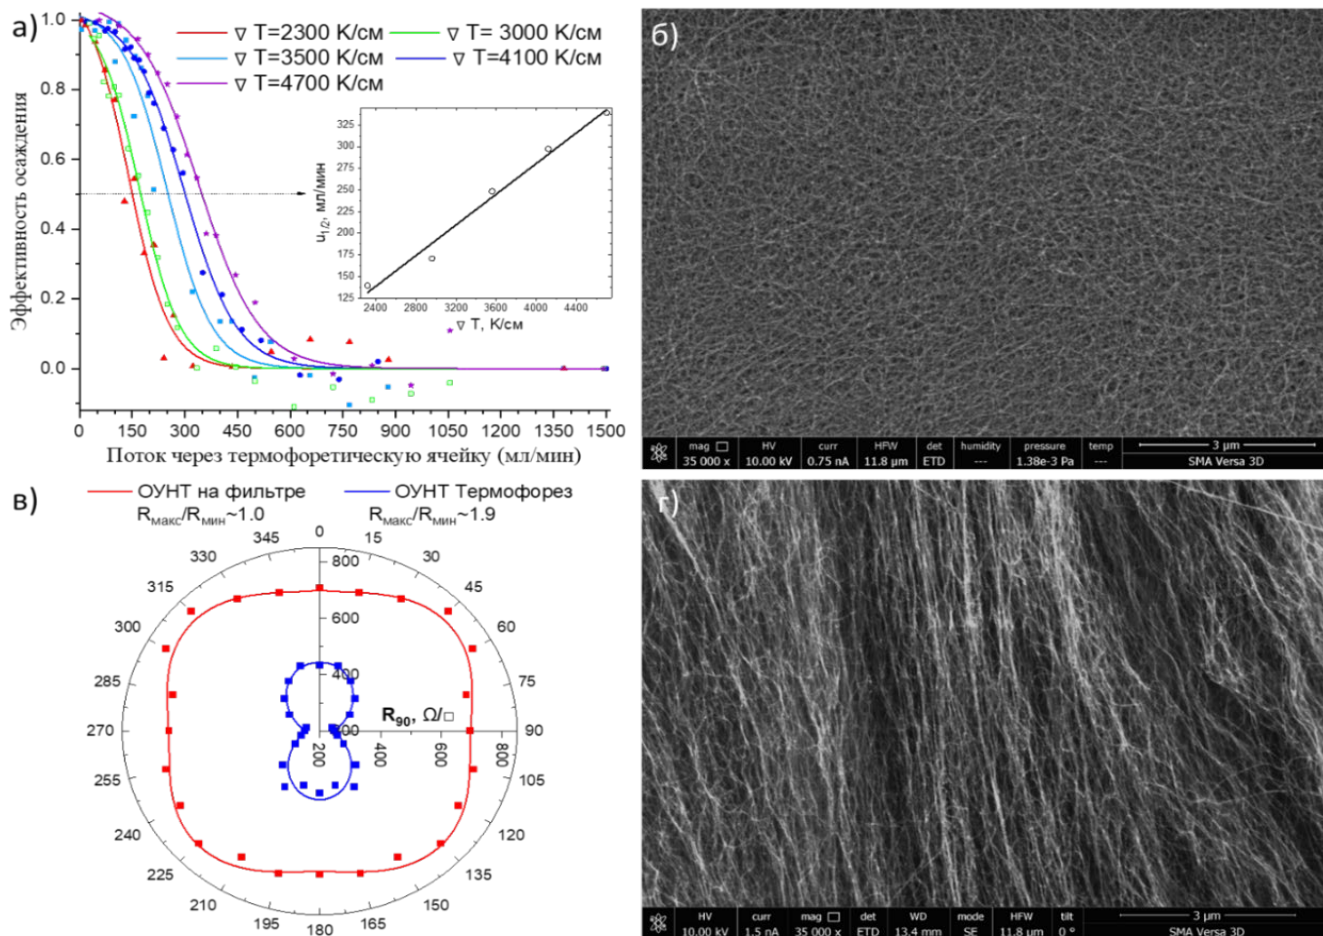 а)
∇ T=2300 К/см
∇ T= 3000 К/см
∇ T=3500 К/см
∇ T=4100 К/см
∇ T=4700 К/см
Эффективность осаждения
1.0
0.8
0.6
0.4
0.2
0.0
0 150 300 450 600 750 900 1050 1200 1350 1500
Поток через термофоретическую ячейку (мл/мин)
u1/2, мл/мин
325
300
275
250
225
200
175
150
125
2400 3200 3600 4000 4400
∇ T, К/см
б)
mag HV curr HFW det humidity pressure temp 3 µm
35 000 x 10.00 kV 0.75 nA 11.8 µm ETD --- 1.38e-3 Pa --- SMA Versa 3D
в)
ОУНТ на фильтре
Rмакс/Rмин~1.0
ОУНТ Термофорез
Rмакс/Rмин~1.9
0
15
30
45
60
75
90
105
120
135
150
165
180
195
210
225
240
255
270
285
300
315
330
345
800
600
400
200
R90, Ω/□
200 400 600 800
г)
HV curr mag det WD mode HFW tilt 3 µm
10.00 kV 1.5 nA 35 000 x ETD 13.4 mm SE 11.8 µm 0 ° SMA Versa 3D